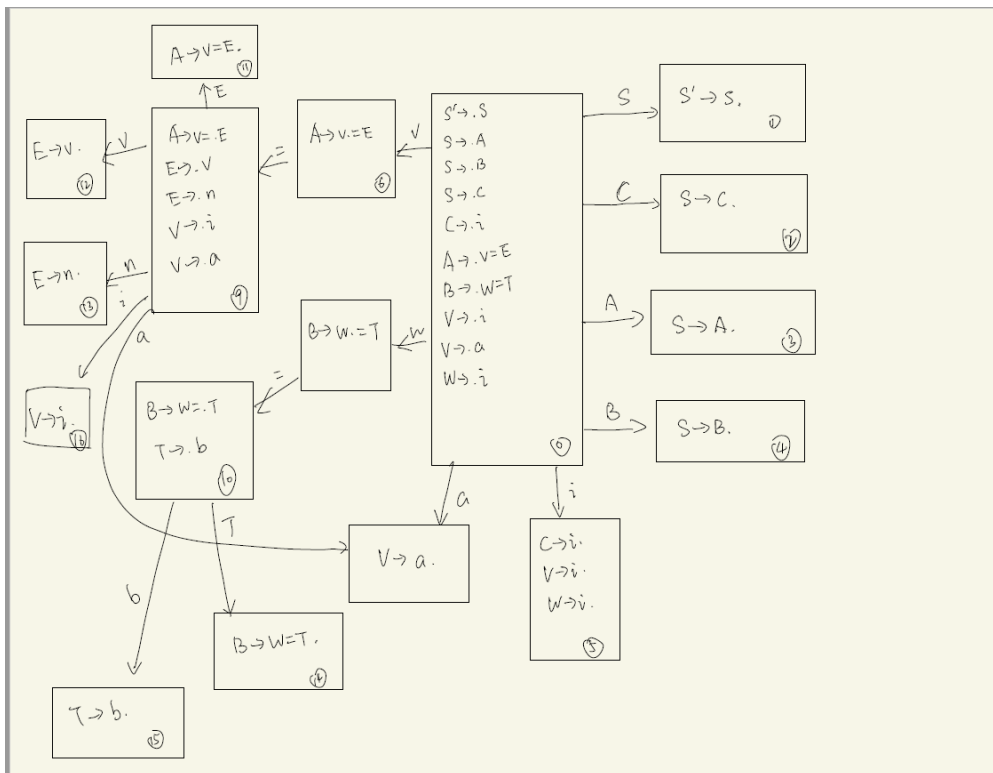 A→V=E.
⑪
↑E
A→V=.E
E→.V
E→.n
V→.i
V→.a
⑨
V
E→V.
⑫
n
E→n.
⑬
i
a
V→i.
⑯
=
A→V.=E
⑥
V
S'→.S
S→.A
S→.B
S→.C
C→.i
A→.V=E
B→.W=T
V→.i
V→.a
W→.i
⓪
S
S'→S.
①
C
S→C.
②
A
S→A.
③
B
S→B.
④
W
B→W.=T
=
B→W=.T
T→.b
⑩
a
V→a.
i
C→i.
V→i.
W→i.
⑤
T
B→W=T.
b
T→b.
⑮